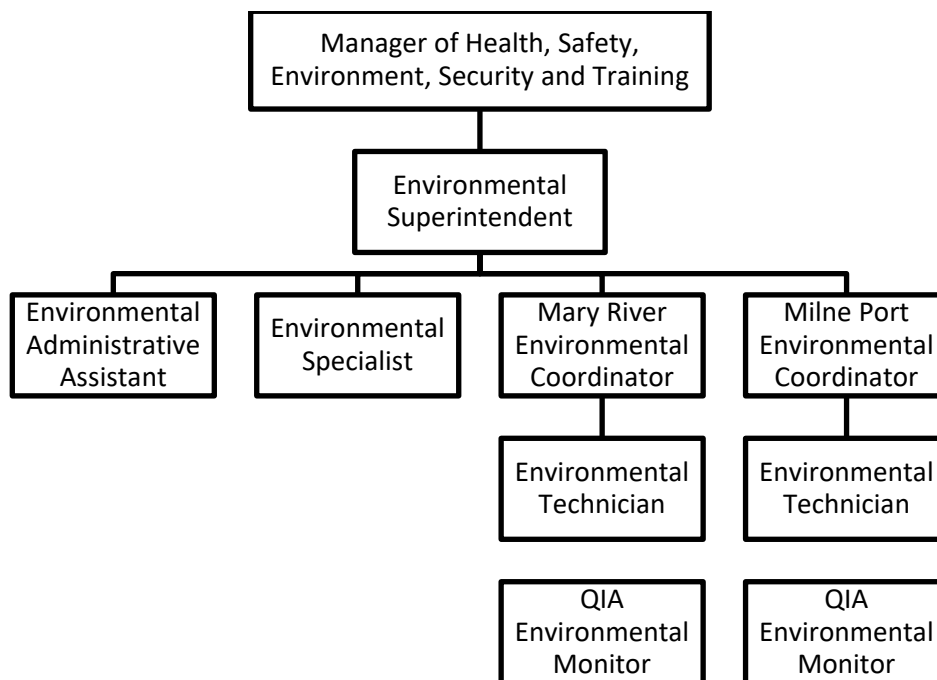 Manager of Health, Safety,
Environment, Security and Training
Environmental
Superintendent
Environmental
Administrative
Assistant
Environmental
Specialist
Mary River
Environmental
Coordinator
Milne Port
Environmental
Coordinator
Environmental
Technician
Environmental
Technician
QIA
Environmental
Monitor
QIA
Environmental
Monitor